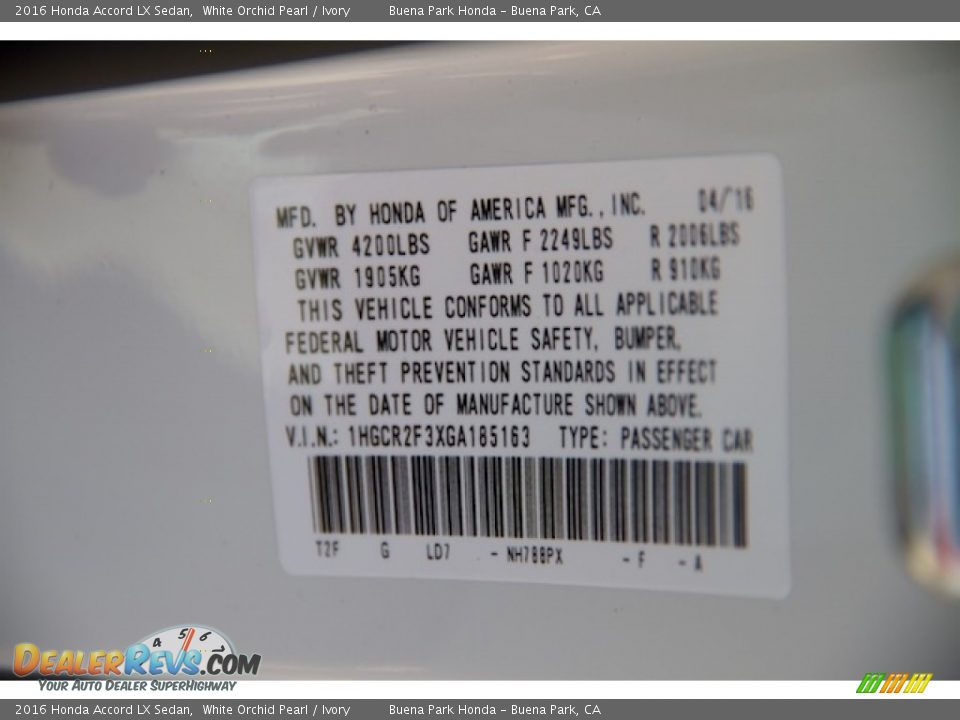 2016 Honda Accord LX Sedan, White Orchid Pearl / Ivory Buena Park Honda - Buena Park, CA
MFD. BY HONDA OF AMERICA MFG., INC. 04/16
GVWR 4200LBS GAWR F 2249LBS R 2006LBS
GVWR 1905KG GAWR F 1020KG R 910KG
THIS VEHICLE CONFORMS TO ALL APPLICABLE
FEDERAL MOTOR VEHICLE SAFETY, BUMPER,
AND THEFT PREVENTION STANDARDS IN EFFECT
ON THE DATE OF MANUFACTURE SHOWN ABOVE.
V.I.N.: 1HGCR2F3XGA185163 TYPE: PASSENGER CAR
T2F G LD7 - NH788PX - F - A
4 5 6 7
DEALERREVS.COM
YOUR AUTO DEALER SUPERHIGHWAY
2016 Honda Accord LX Sedan, White Orchid Pearl / Ivory Buena Park Honda - Buena Park, CA